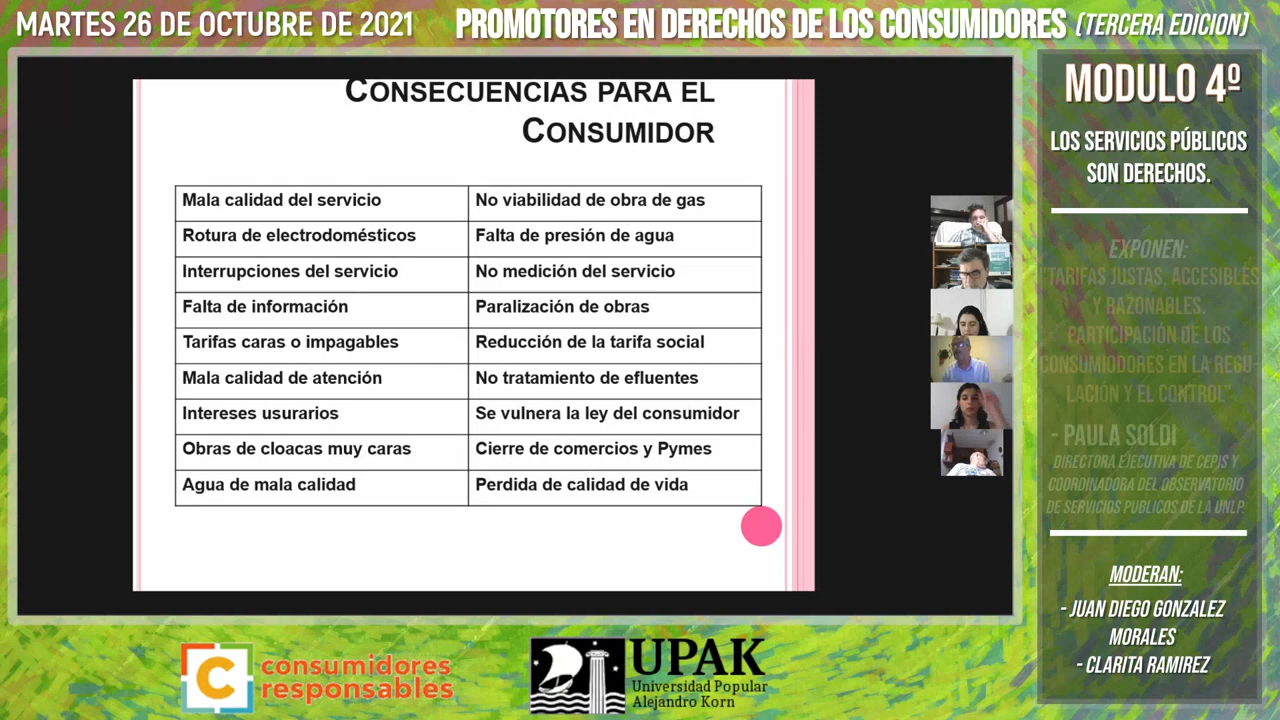 MARTES 26 DE OCTUBRE DE 2021
PROMOTORES EN DERECHOS DE LOS CONSUMIDORES (TERCERA EDICION)
CONSECUENCIAS PARA EL
CONSUMIDOR
Mala calidad del servicio
No viabilidad de obra de gas
Rotura de electrodomésticos
Falta de presión de agua
Interrupciones del servicio
No medición del servicio
Falta de información
Paralización de obras
Tarifas caras o impagables
Reducción de la tarifa social
Mala calidad de atención
No tratamiento de efluentes
Intereses usurarios
Se vulnera la ley del consumidor
Obras de cloacas muy caras
Cierre de comercios y Pymes
Agua de mala calidad
Perdida de calidad de vida
MODULO 4º
LOS SERVICIOS PÚBLICOS
SON DERECHOS.
EXPONEN:
"TARIFAS JUSTAS, ACCESIBLES
Y RAZONABLES.
PARTICIPACIÓN DE LOS
CONSUMIDORES EN LA REGU-
LACIÓN Y EL CONTROL"
- PAULA SOLDI
DIRECTORA EJECUTIVA DE CEPIS Y
COORDINADORA DEL OBSERVATORIO
DE SERVICIOS PUBLICOS DE LA UNLP.
MODERAN:
- JUAN DIEGO GONZALEZ
MORALES
- CLARITA RAMIREZ
C consumidores
responsables
UPAK
Universidad Popular
Alejandro Korn